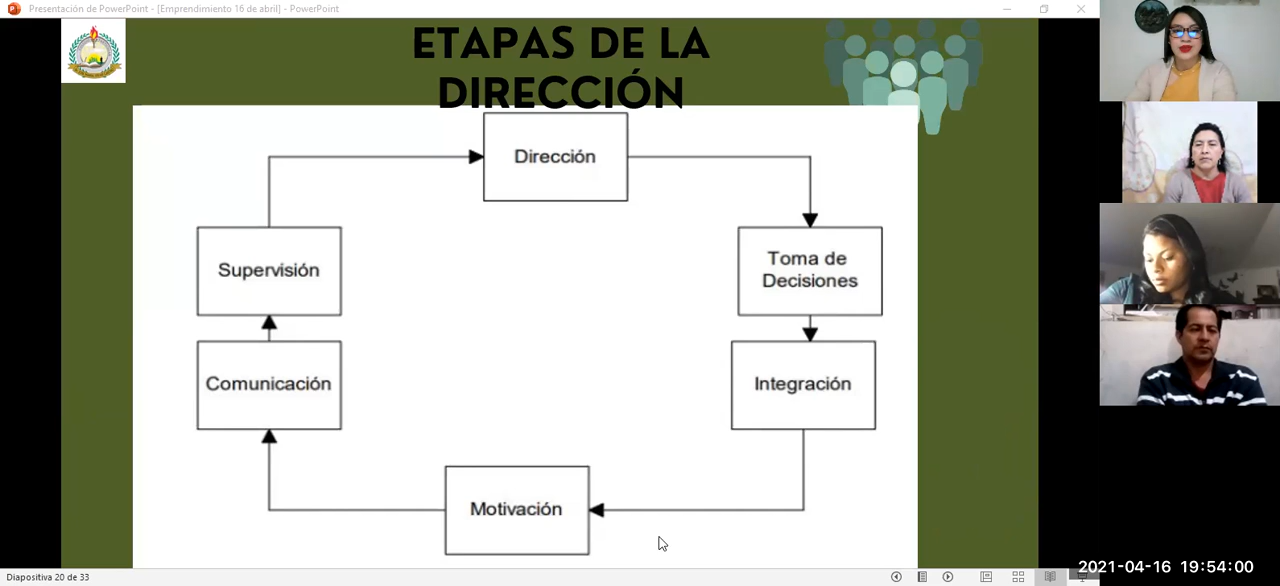 Presentación de PowerPoint - [Emprendimiento 16 de abril] - PowerPoint
ETAPAS DE LA
DIRECCIÓN
Dirección
Supervisión
Toma de
Decisiones
Comunicación
Integración
Motivación
Diapositiva 20 de 33
2021-04-16 19:54:00